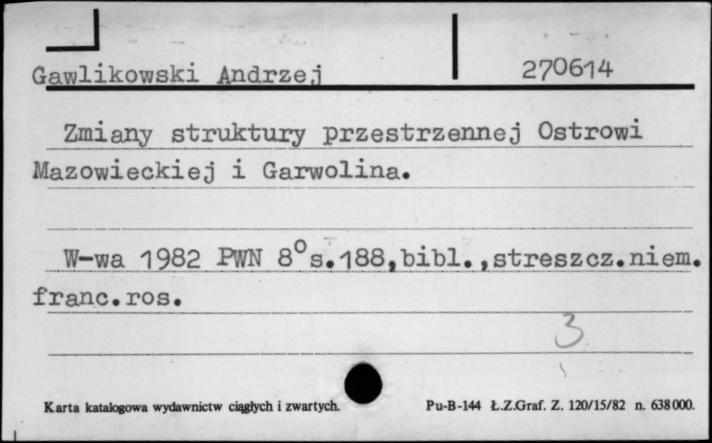 Gawlikowski Andrzej 270614
Zmiany struktury przestrzennej Ostrowi
Mazowieckiej i Garwolina.
W-wa 1982 PWN 8° s.188,bibl.,streszcz.niem.
franc.ros.
3
Karta katalogowa wydawnictw ciągłych i zwartych. Pu-B-144 Ł.Z.Graf. Z. 120/15/82 n. 638000.